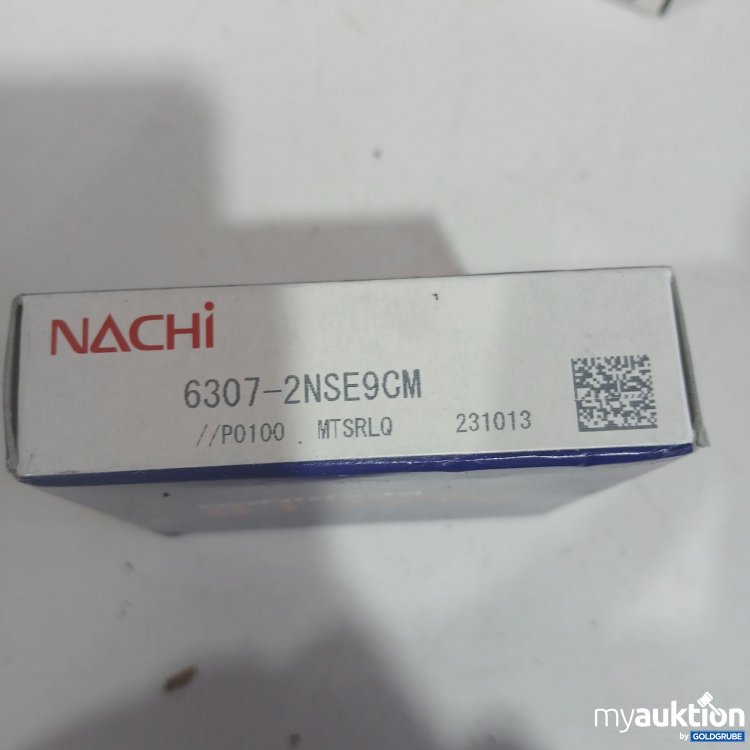 NACHi
6307-2NSE9CM
//P0100 . MTSRLQ 231013
myauktion
by GOLDGRUBE